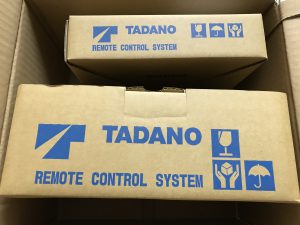 TADANO
REMOTE CONTROL SYSTEM
TADANO
REMOTE CONTROL SYSTEM